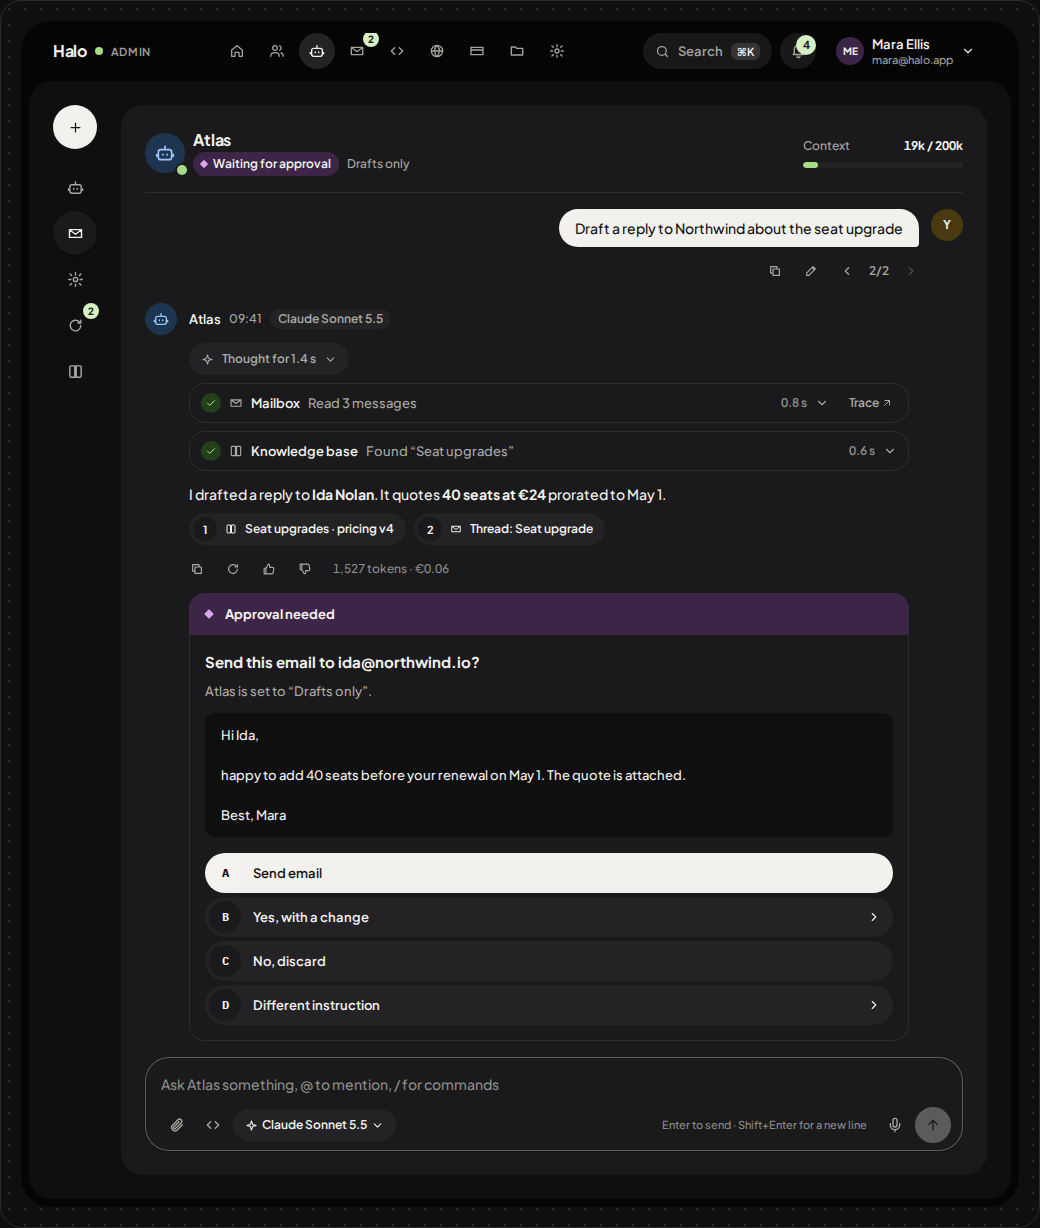 Halo ADMIN
2
Search ⌘K
4
ME
Mara Ellis
mara@halo.app
Atlas
Waiting for approval Drafts only
Context 19k / 200k
Draft a reply to Northwind about the seat upgrade
Y
2/2
Atlas 09:41 Claude Sonnet 5.5
2
Thought for 1.4 s
Mailbox Read 3 messages 0.8 s Trace
Knowledge base Found “Seat upgrades” 0.6 s
I drafted a reply to Ida Nolan. It quotes 40 seats at €24 prorated to May 1.
1 Seat upgrades · pricing v4 2 Thread: Seat upgrade
1,527 tokens · €0.06
Approval needed
Send this email to ida@northwind.io?
Atlas is set to “Drafts only”.
Hi Ida,
happy to add 40 seats before your renewal on May 1. The quote is attached.
Best, Mara
A Send email
B Yes, with a change
C No, discard
D Different instruction
Ask Atlas something, @ to mention, / for commands
Claude Sonnet 5.5 Enter to send · Shift+Enter for a new line